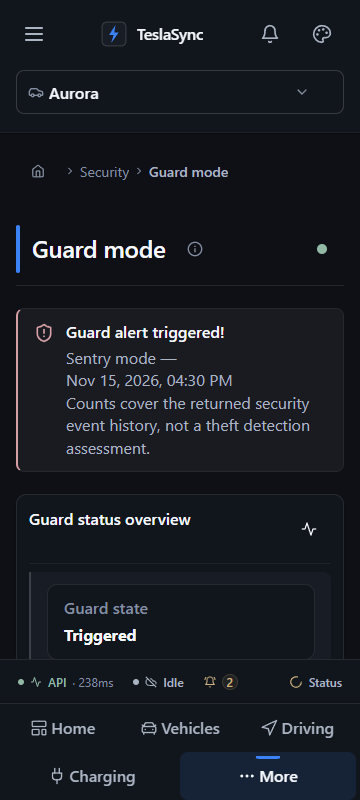 TeslaSync
Aurora
Security
Guard mode
Guard mode
Guard alert triggered!
Sentry mode —
Nov 15, 2026, 04:30 PM
Counts cover the returned security
event history, not a theft detection
assessment.
Guard status overview
Guard state
Triggered
API · 238ms
Idle
2
Status
Home
Vehicles
Driving
Charging
More